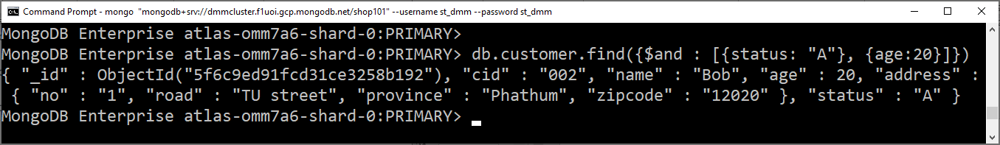 Command Prompt - mongo "mongodb+srv://dmmcluster.f1uoi.gcp.mongodb.net/shop101" --username st_dmm --password st_dmm
MongoDB Enterprise atlas-omm7a6-shard-0:PRIMARY>
MongoDB Enterprise atlas-omm7a6-shard-0:PRIMARY> db.customer.find({$and : [{status: "A"}, {age:20}]})
{ "_id" : ObjectId("5f6c9ed91fcd31ce3258b192"), "cid" : "002", "name" : "Bob", "age" : 20, "address" :
{ "no" : "1", "road" : "TU street", "province" : "Phathum", "zipcode" : "12020" }, "status" : "A" }
MongoDB Enterprise atlas-omm7a6-shard-0:PRIMARY>